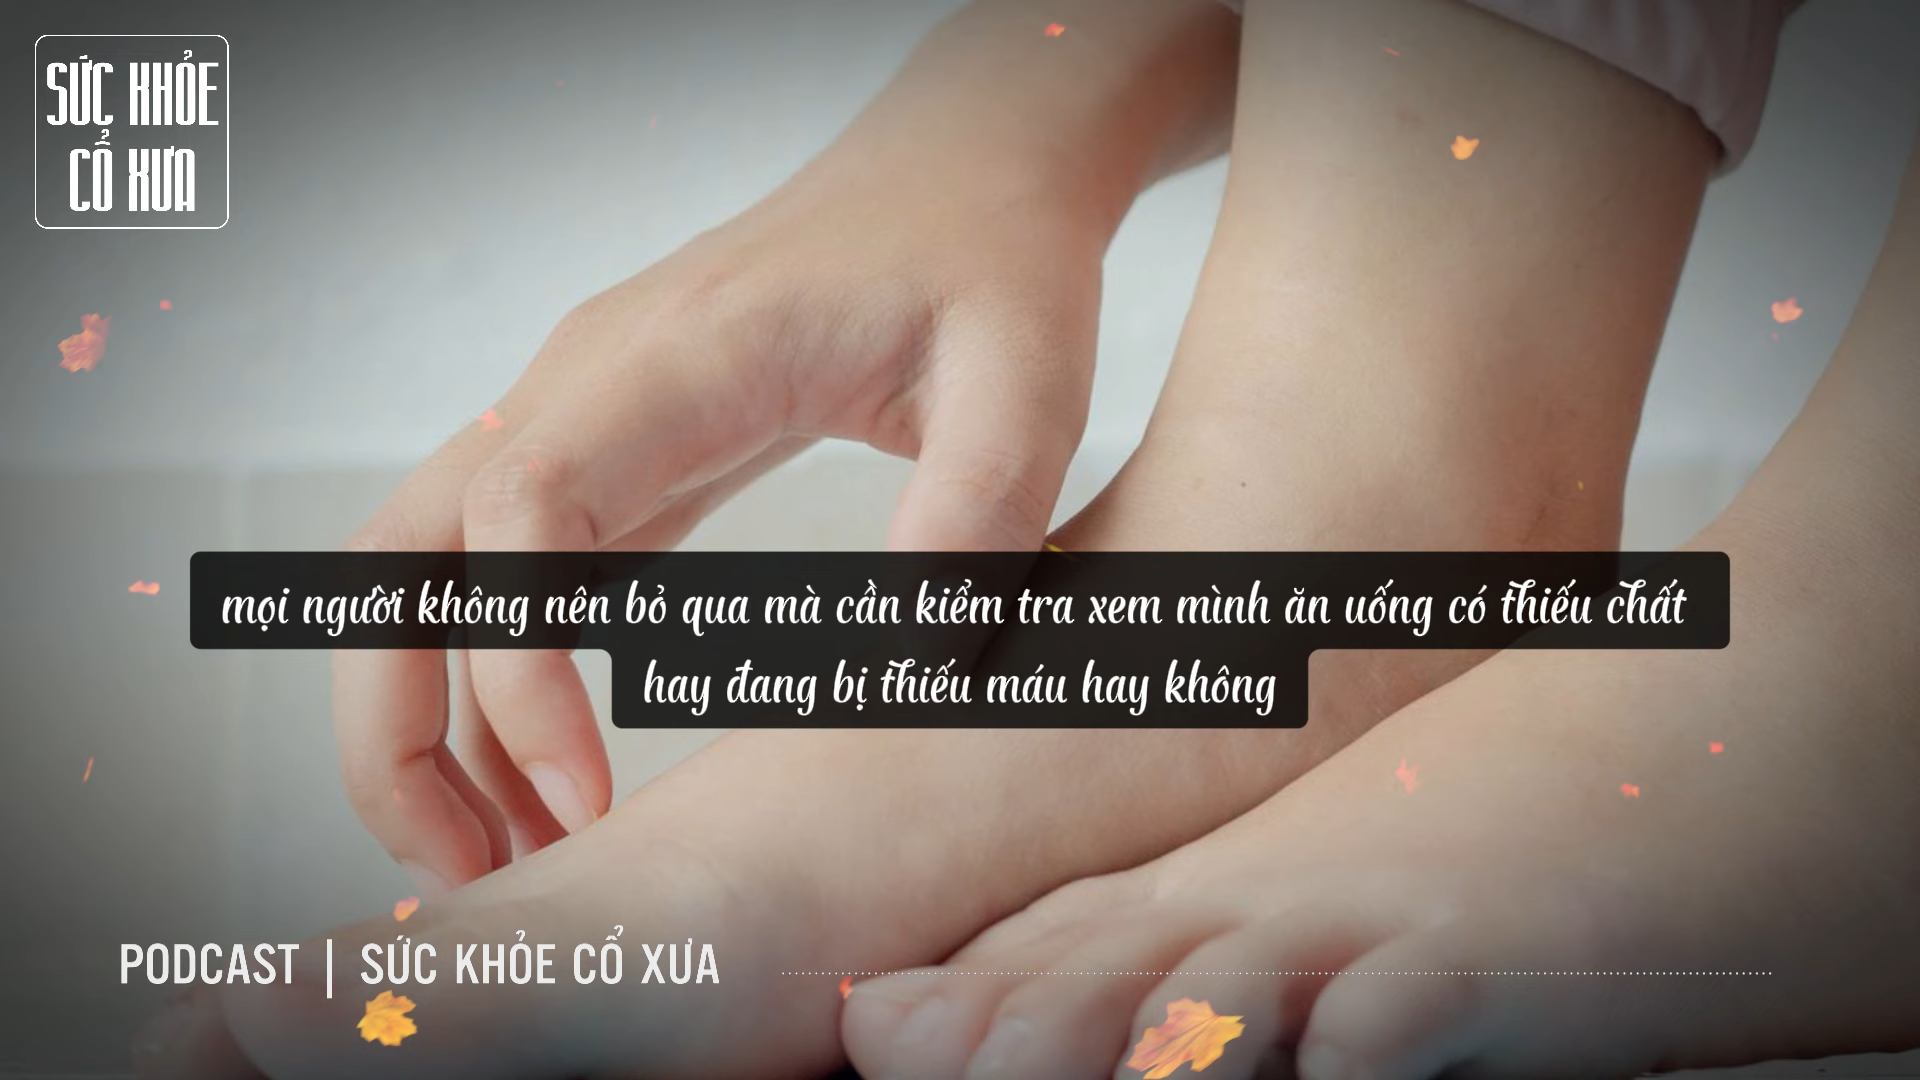 SỨC KHỎE
CỔ XƯA
mọi người không nên bỏ qua mà cần kiểm tra xem mình ăn uống có thiếu chất
hay đang bị thiếu máu hay không
PODCAST | SỨC KHỎE CỔ XƯA